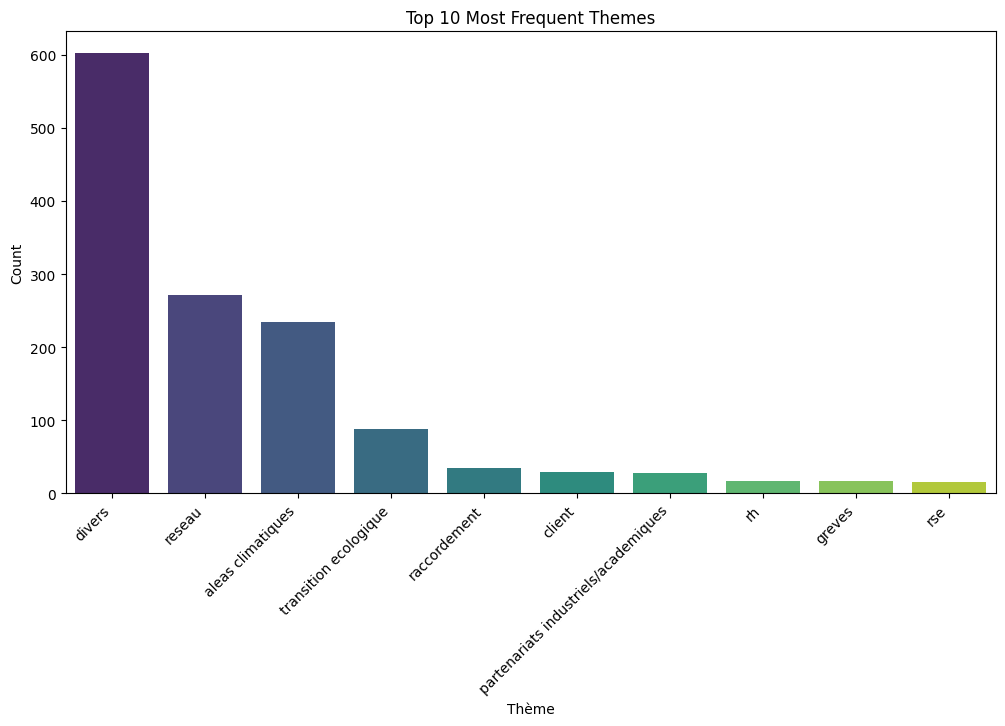 Top 10 Most Frequent Themes
Count
600
500
400
300
200
100
0
divers
reseau
aleas climatiques
transition ecologique
raccordement
client
partenariats industriels/academiques
rh
greves
rse
Thème